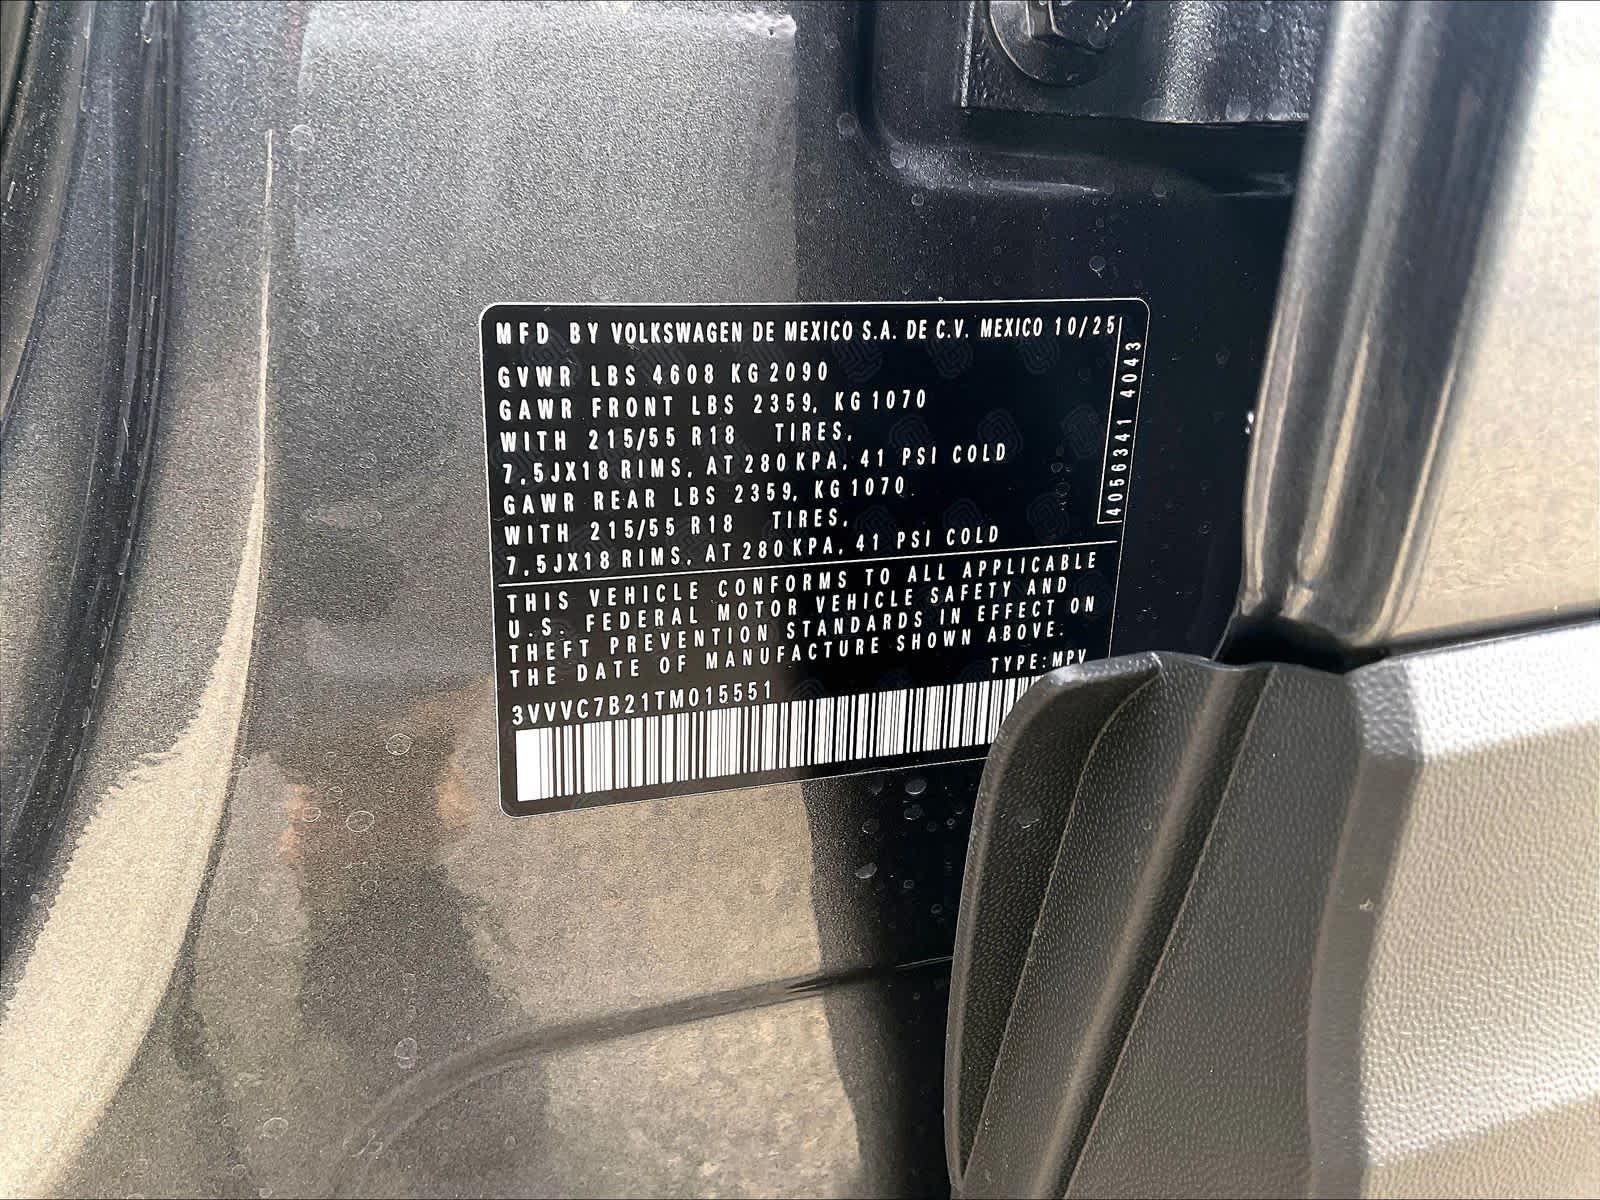 MFD BY VOLKSWAGEN DE MEXICO S.A. DE C.V. MEXICO 10/25
GVWR LBS 4608 KG 2090
GAWR FRONT LBS 2359, KG 1070
WITH 215/55 R18 TIRES,
7,5JX18 RIMS, AT 280 KPA, 41 PSI COLD
GAWR REAR LBS 2359, KG 1070
WITH 215/55 R18 TIRES,
7,5JX18 RIMS, AT 280 KPA, 41 PSI COLD
4056341 4043
THIS VEHICLE CONFORMS TO ALL APPLICABLE
U.S. FEDERAL MOTOR VEHICLE SAFETY AND
THEFT PREVENTION STANDARDS IN EFFECT ON
THE DATE OF MANUFACTURE SHOWN ABOVE.
TYPE: MPV
3VVVC7B21TM015551